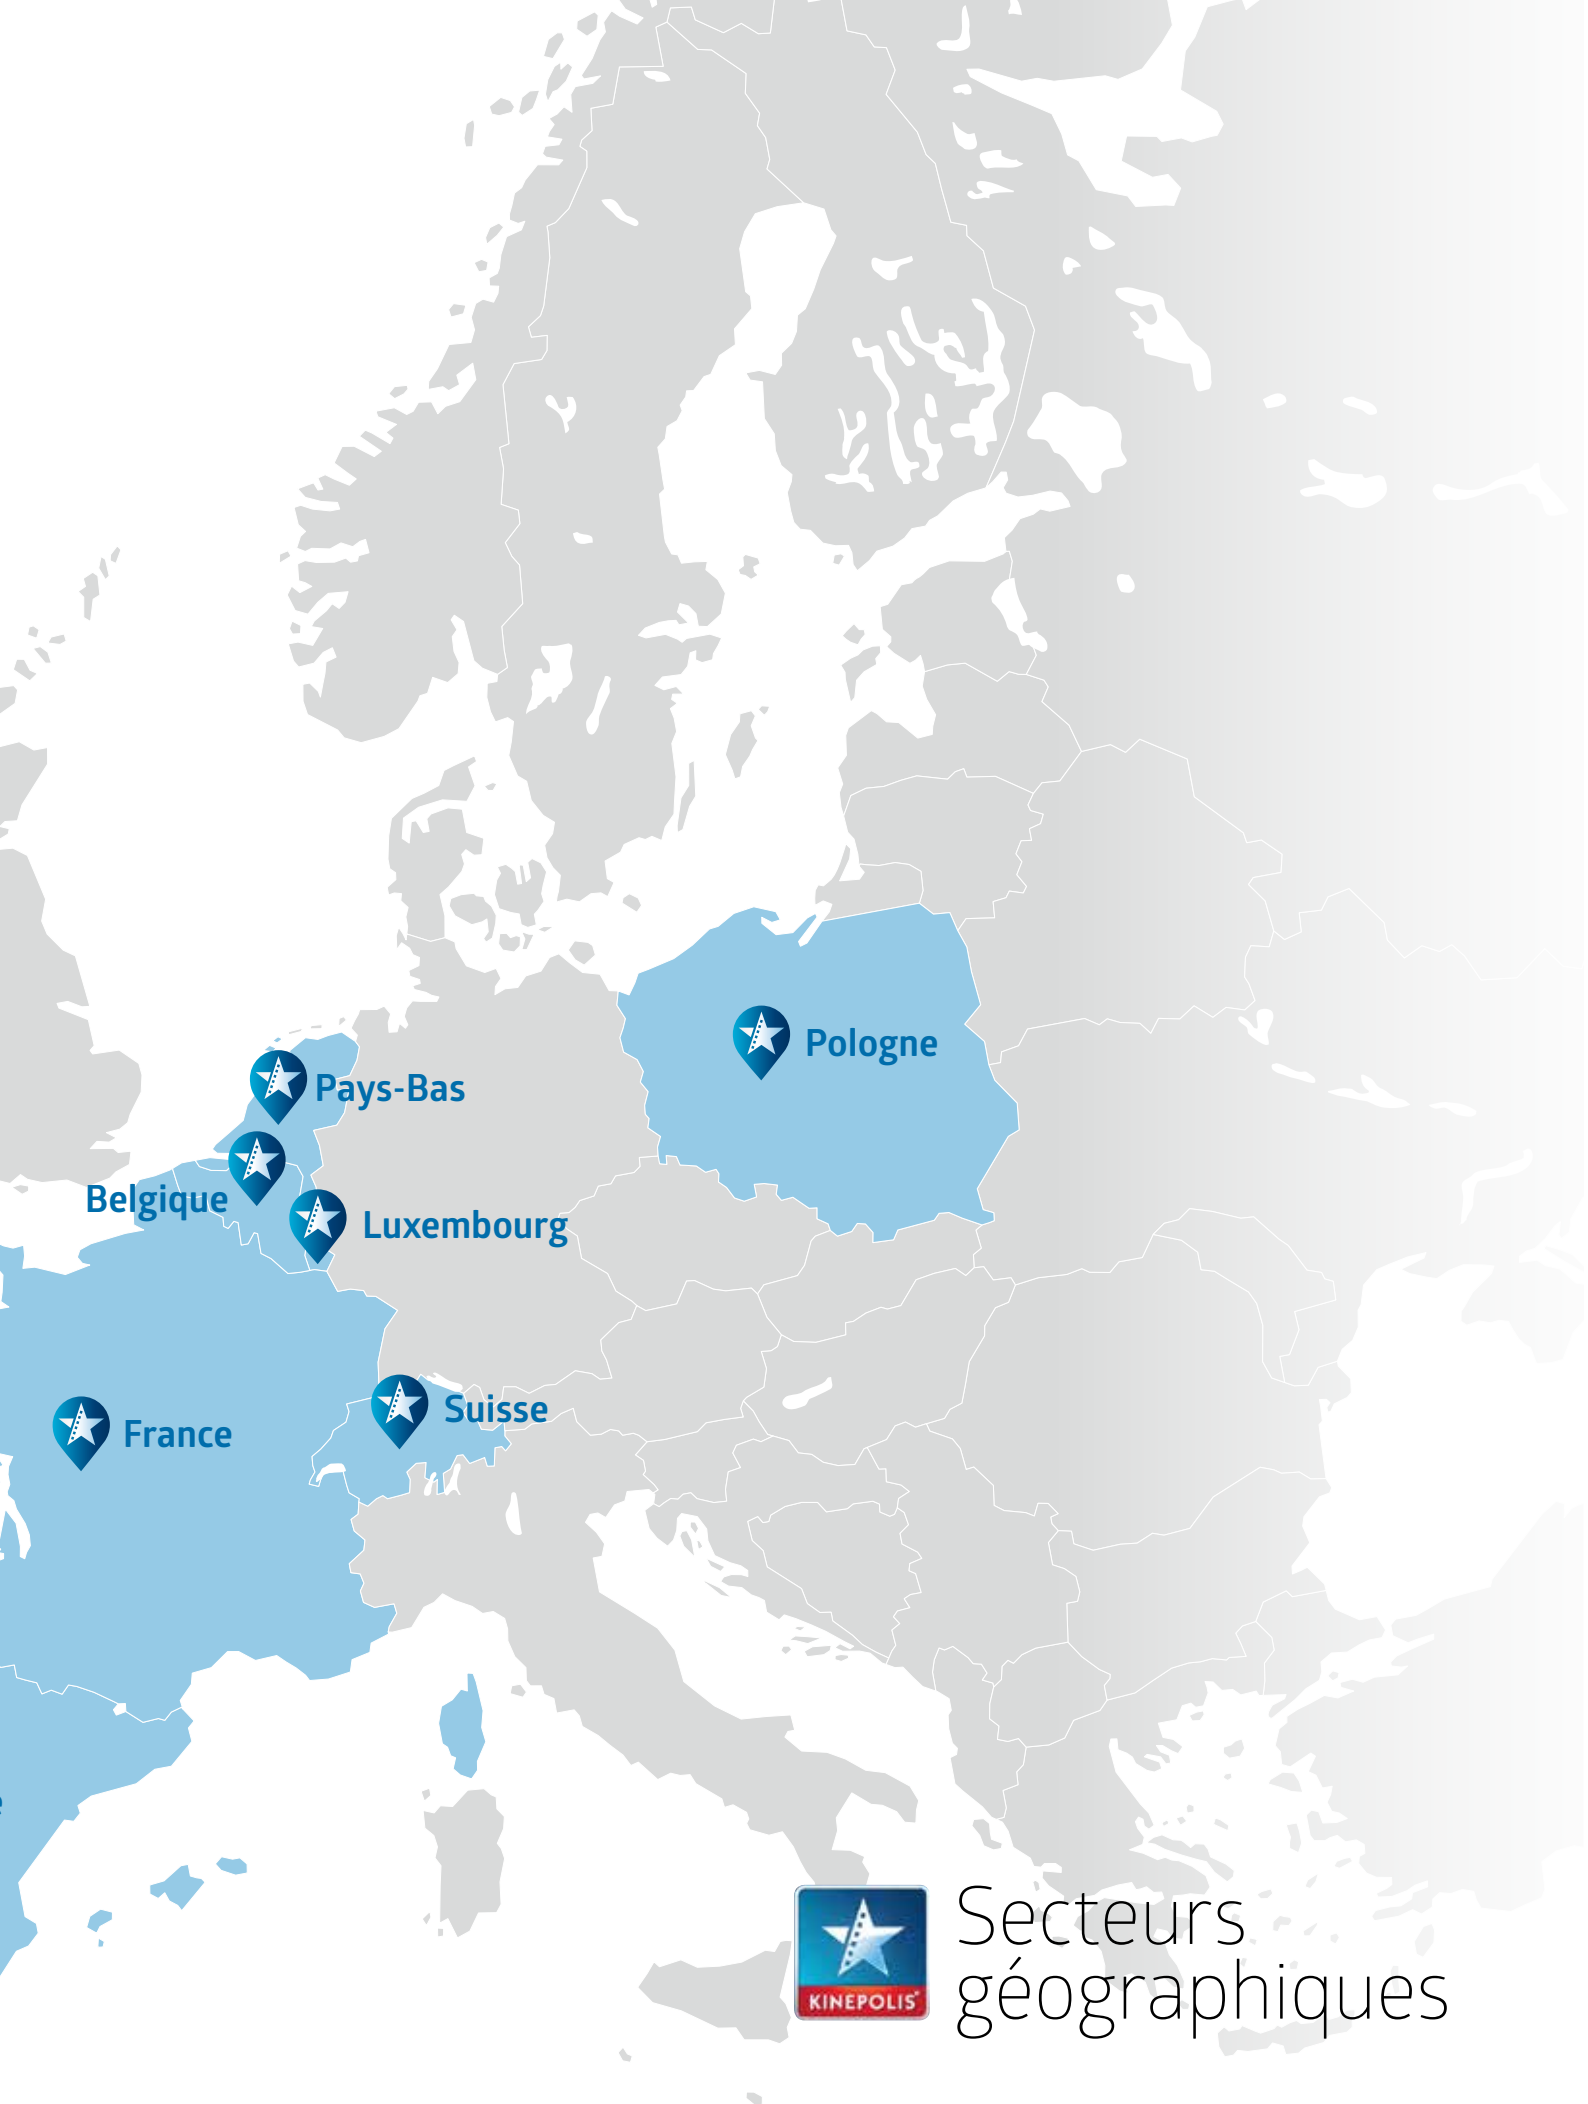 Pologne
Pays-Bas
Belgique
Luxembourg
Suisse
France
KINEPOLIS
Secteurs
géographiques